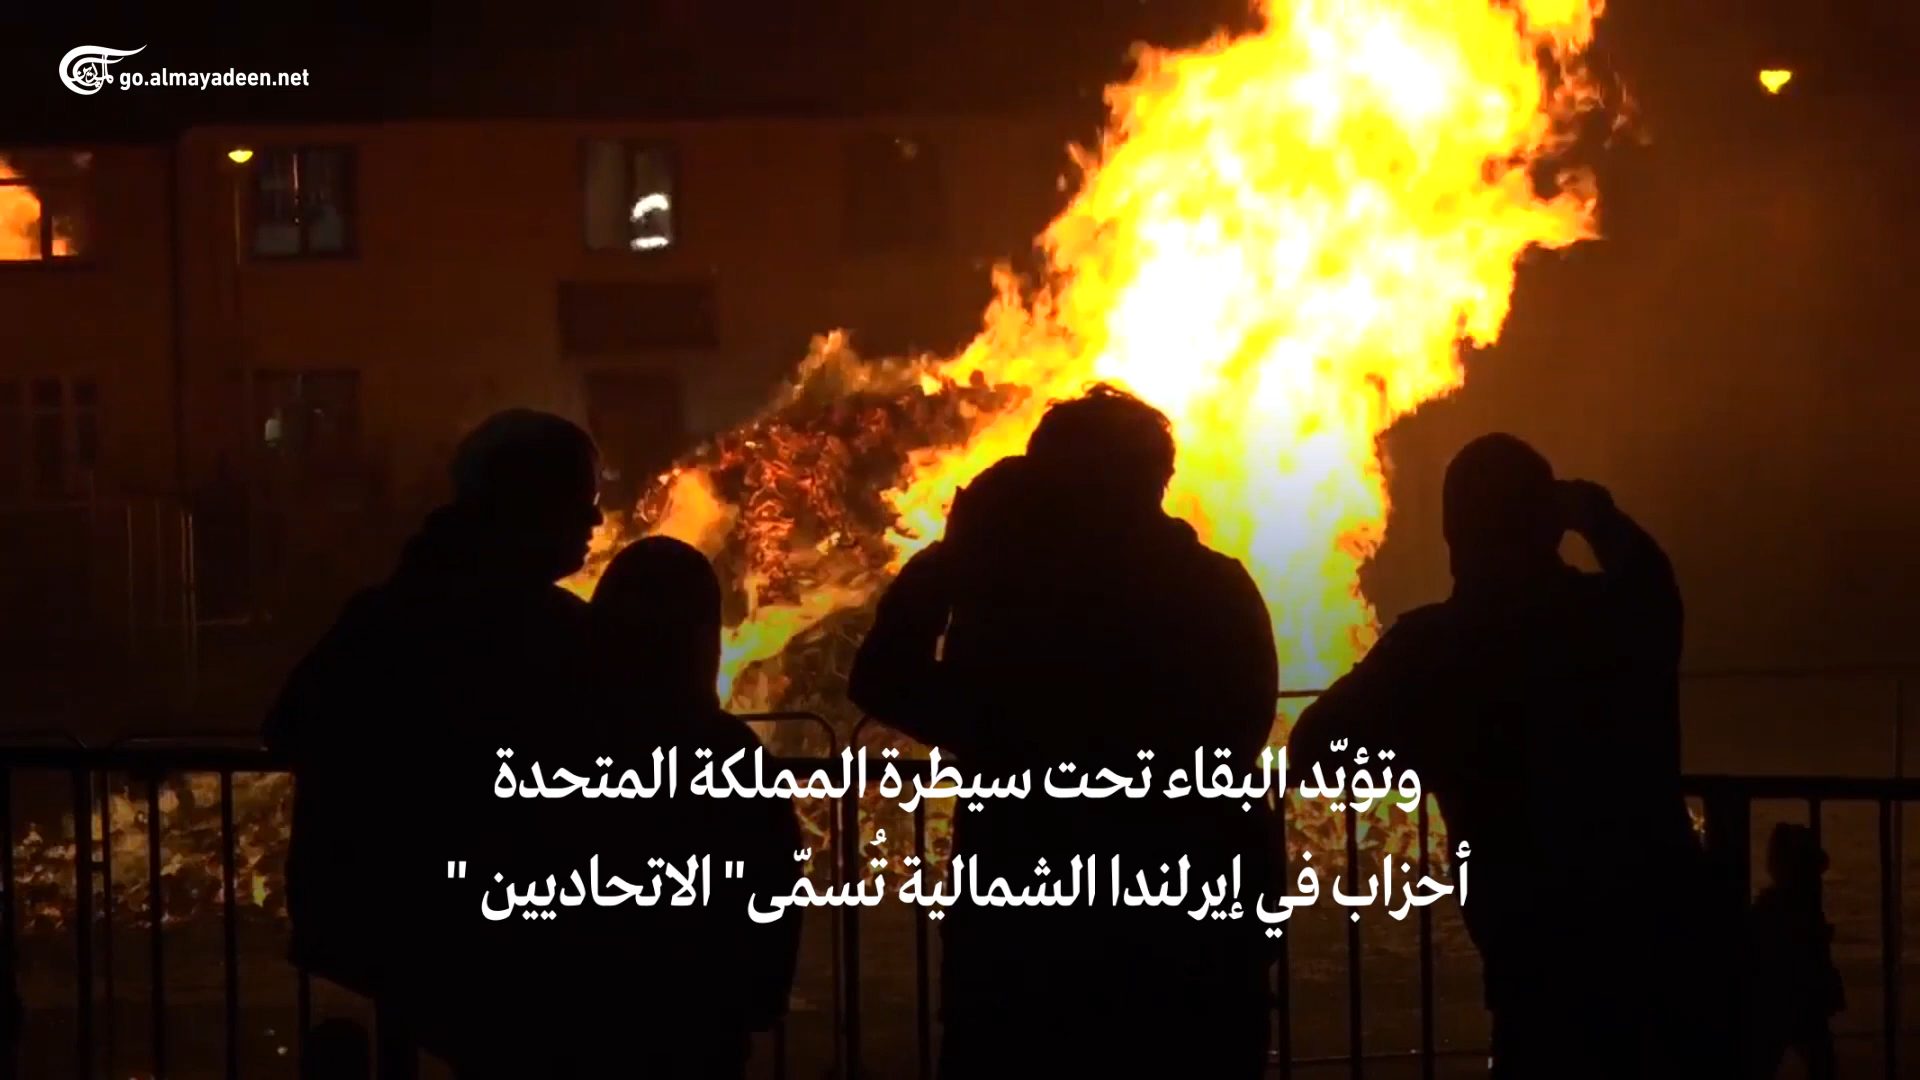 go.almayadeen.net
وتؤيّد البقاء تحت سيطرة المملكة المتحدة
أحزاب في إيرلندا الشمالية تُسمّى" الاتحاديين "